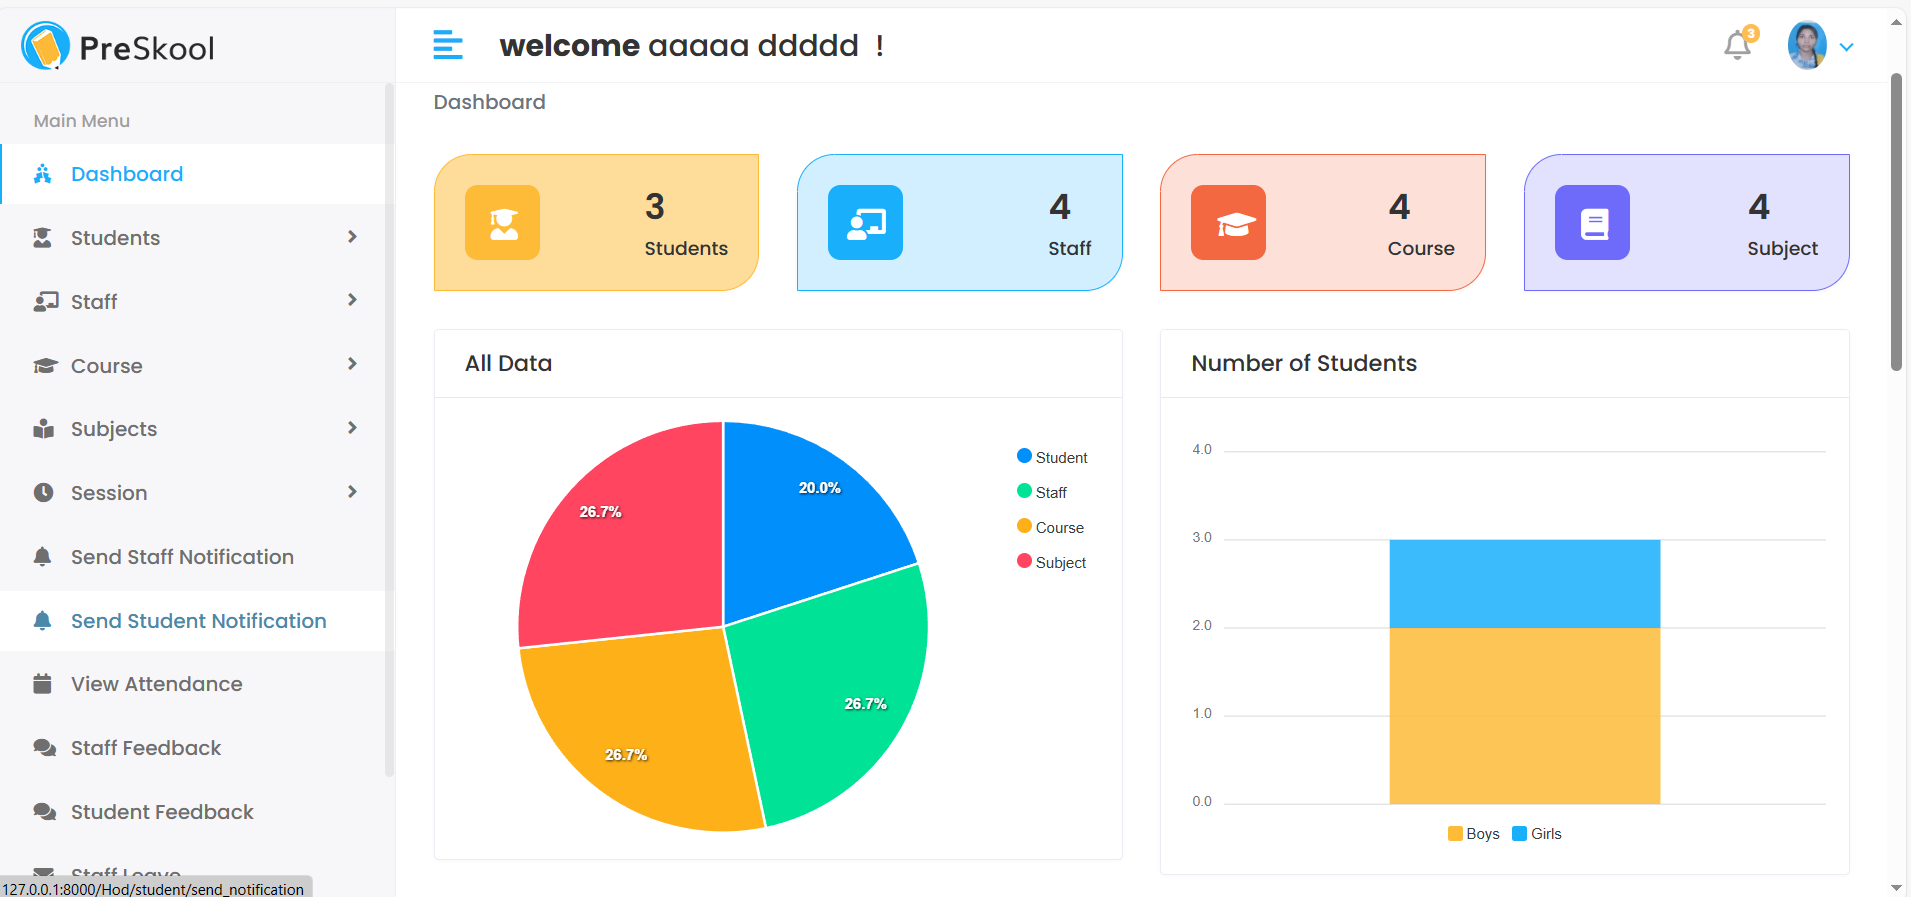 PreSkool
welcome aaaaa ddddd !
3
Main Menu
Dashboard
Students
Staff
Course
Subjects
Session
Send Staff Notification
Send Student Notification
View Attendance
Staff Feedback
Student Feedback
Staff Leave
127.0.0.1:8000/Hod/student/send_notification
Dashboard
3
Students
4
Staff
4
Course
4
Subject
All Data
20.0%
26.7%
26.7%
26.7%
Student
Staff
Course
Subject
Number of Students
4.0
3.0
2.0
1.0
0.0
Boys Girls